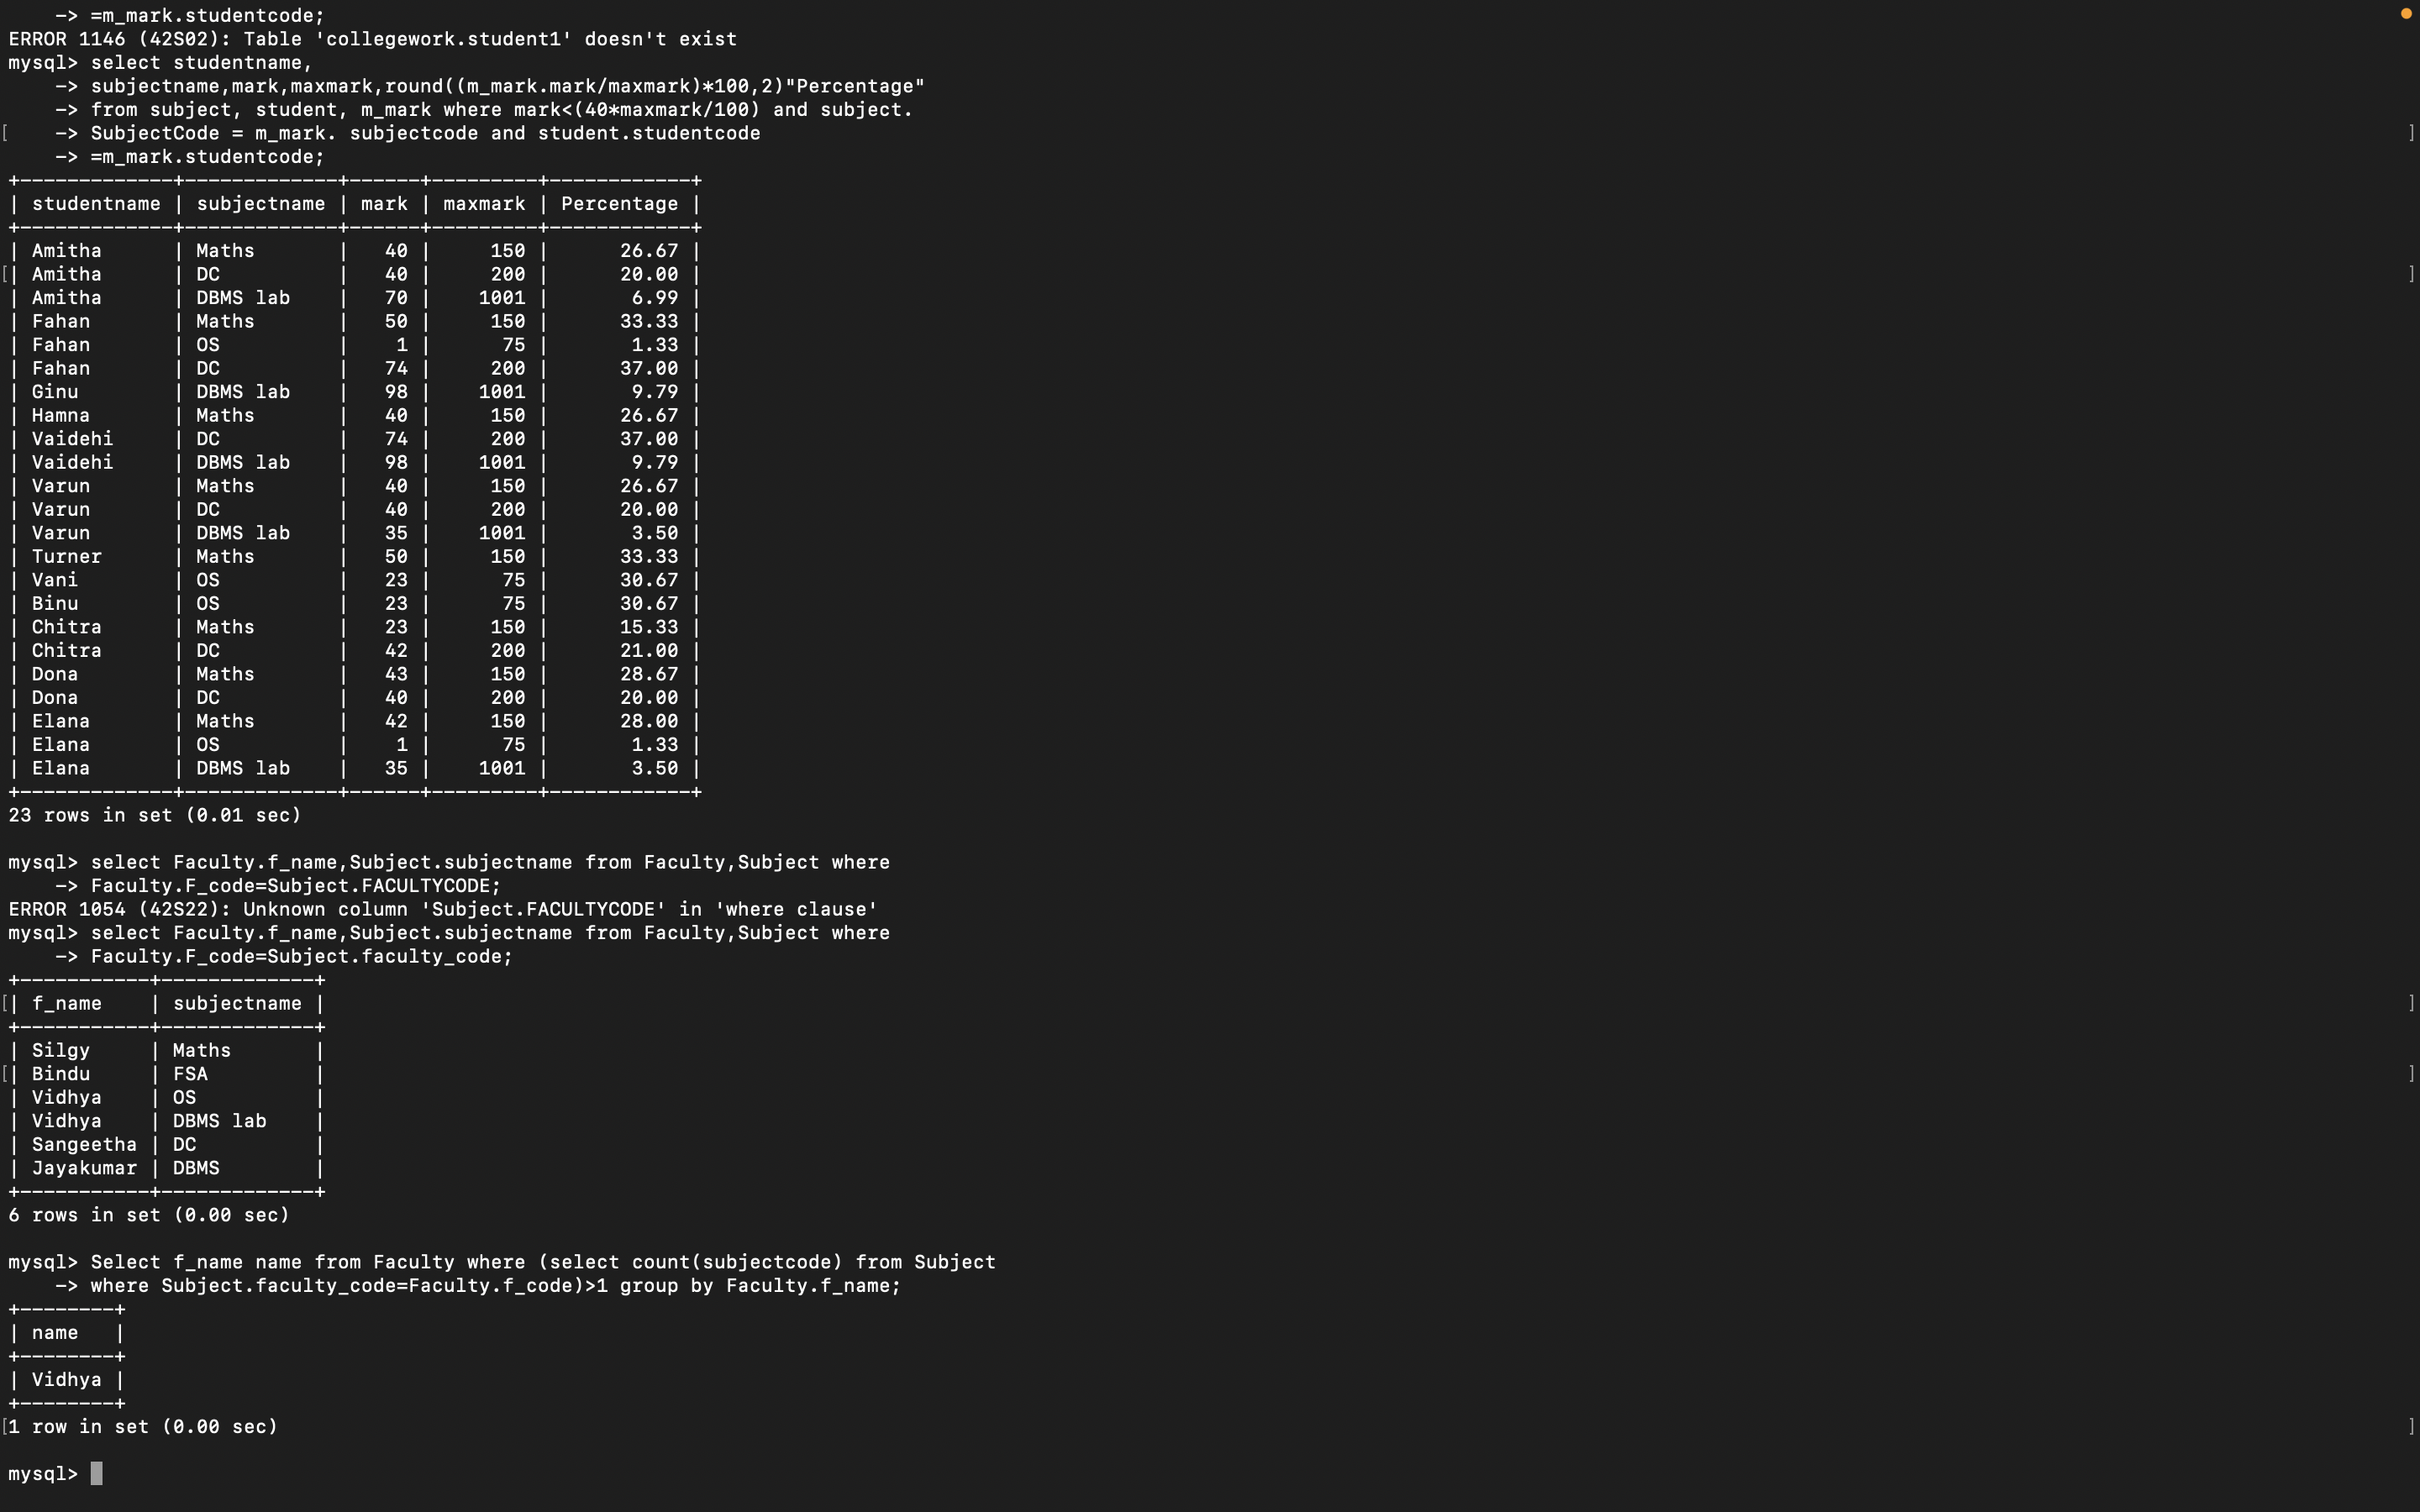 -> =m_mark.studentcode;
ERROR 1146 (42S02): Table 'collegework.student1' doesn't exist
mysql> select studentname,
    -> subjectname,mark,maxmark,round((m_mark.mark/maxmark)*100,2)"Percentage"
    -> from subject, student, m_mark where mark<(40*maxmark/100) and subject.
[    -> SubjectCode = m_mark. subjectcode and student.studentcode ]
    -> =m_mark.studentcode;
+-------------+-------------+------+---------+------------+
| studentname | subjectname | mark | maxmark | Percentage |
+-------------+-------------+------+---------+------------+
| Amitha      | Maths       |   40 |     150 |      26.67 |
[| Amitha      | DC          |   40 |     200 |      20.00 | ]
| Amitha      | DBMS lab    |   70 |    1001 |       6.99 |
| Fahan       | Maths       |   50 |     150 |      33.33 |
| Fahan       | OS          |    1 |      75 |       1.33 |
| Fahan       | DC          |   74 |     200 |      37.00 |
| Ginu        | DBMS lab    |   98 |    1001 |       9.79 |
| Hamna       | Maths       |   40 |     150 |      26.67 |
| Vaidehi     | DC          |   74 |     200 |      37.00 |
| Vaidehi     | DBMS lab    |   98 |    1001 |       9.79 |
| Varun       | Maths       |   40 |     150 |      26.67 |
| Varun       | DC          |   40 |     200 |      20.00 |
| Varun       | DBMS lab    |   35 |    1001 |       3.50 |
| Turner      | Maths       |   50 |     150 |      33.33 |
| Vani        | OS          |   23 |      75 |      30.67 |
| Binu        | OS          |   23 |      75 |      30.67 |
| Chitra      | Maths       |   23 |     150 |      15.33 |
| Chitra      | DC          |   42 |     200 |      21.00 |
| Dona        | Maths       |   43 |     150 |      28.67 |
| Dona        | DC          |   40 |     200 |      20.00 |
| Elana       | Maths       |   42 |     150 |      28.00 |
| Elana       | OS          |    1 |      75 |       1.33 |
| Elana       | DBMS lab    |   35 |    1001 |       3.50 |
+-------------+-------------+------+---------+------------+
23 rows in set (0.01 sec)

mysql> select Faculty.f_name,Subject.subjectname from Faculty,Subject where
    -> Faculty.F_code=Subject.FACULTYCODE;
ERROR 1054 (42S22): Unknown column 'Subject.FACULTYCODE' in 'where clause'
mysql> select Faculty.f_name,Subject.subjectname from Faculty,Subject where
    -> Faculty.F_code=Subject.faculty_code;
+-----------+-------------+
[| f_name    | subjectname | ]
+-----------+-------------+
| Silgy     | Maths       |
[| Bindu     | FSA         | ]
| Vidhya    | OS          |
| Vidhya    | DBMS lab    |
| Sangeetha | DC          |
| Jayakumar | DBMS        |
+-----------+-------------+
6 rows in set (0.00 sec)

mysql> Select f_name name from Faculty where (select count(subjectcode) from Subject
    -> where Subject.faculty_code=Faculty.f_code)>1 group by Faculty.f_name;
+--------+
| name   |
+--------+
| Vidhya |
+--------+
[1 row in set (0.00 sec) ]

mysql>